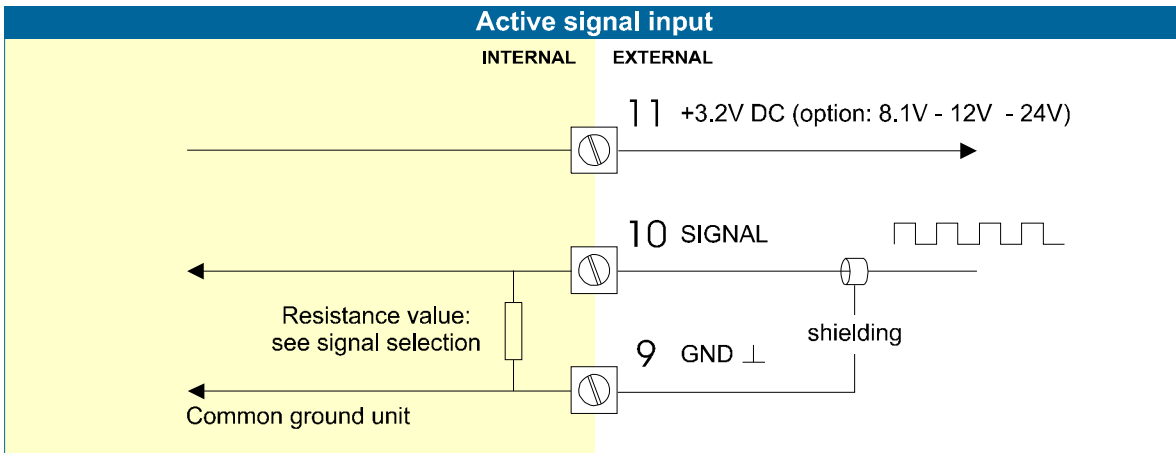 Active signal input
INTERNAL EXTERNAL
11 +3.2V DC (option: 8.1V - 12V - 24V)
10 SIGNAL
Resistance value:
see signal selection
shielding
9 GND ⊥
Common ground unit